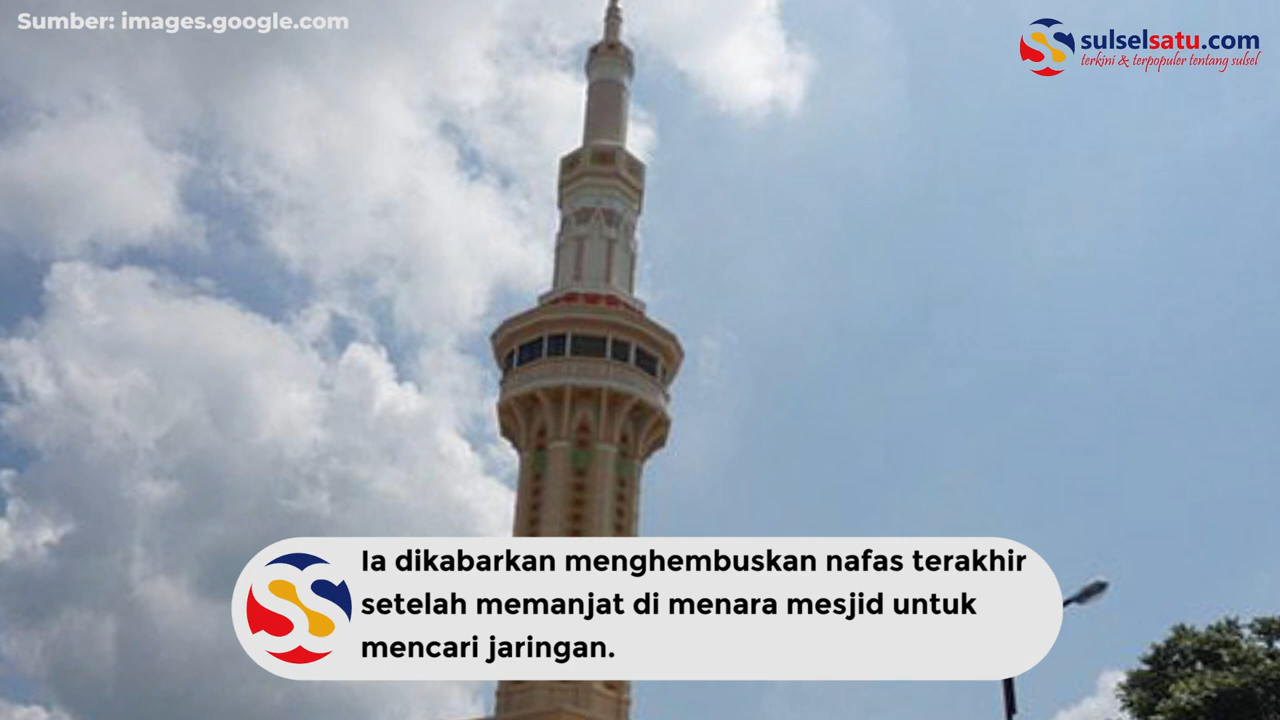 Sumber: images.google.com
sulselsatu.com
terkini & terpopuler tentang sulsel
Ia dikabarkan menghembuskan nafas terakhir
setelah memanjat di menara mesjid untuk
mencari jaringan.